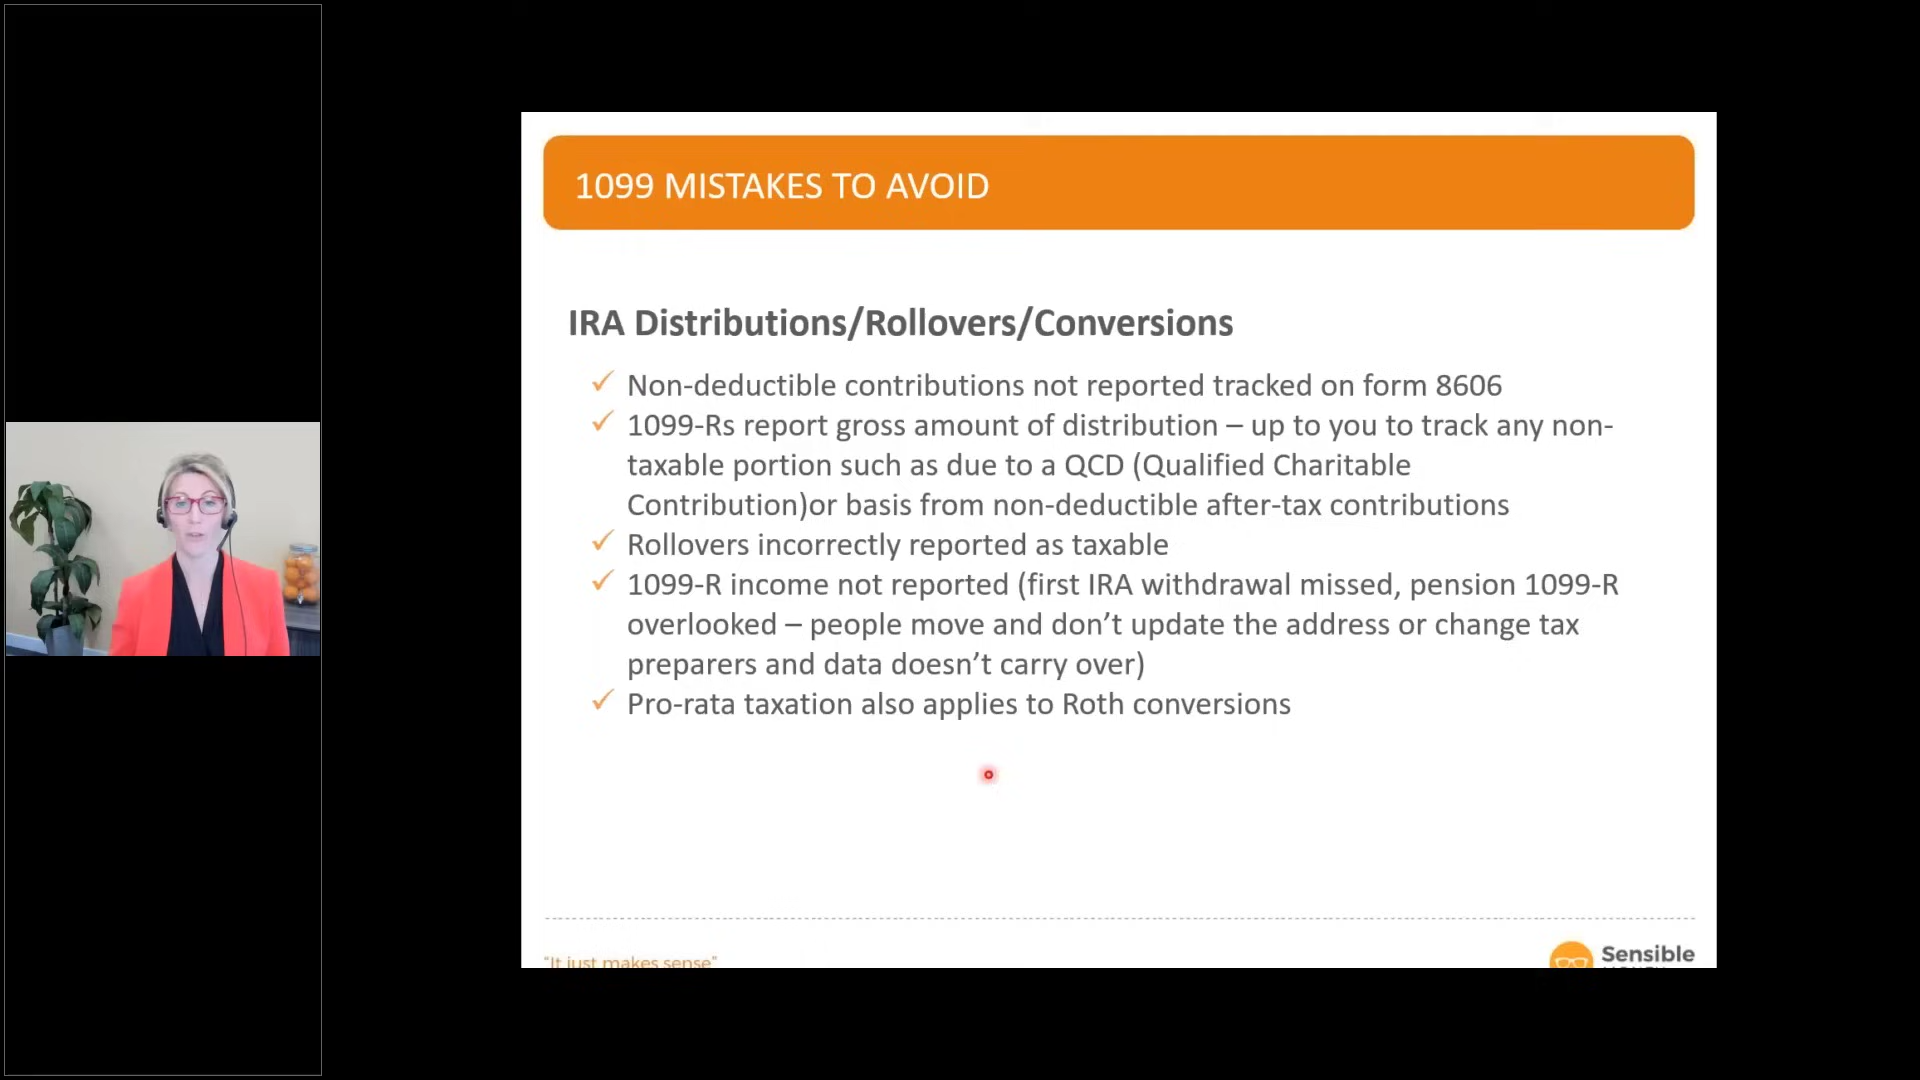 1099 MISTAKES TO AVOID
IRA Distributions/Rollovers/Conversions
Non-deductible contributions not reported tracked on form 8606
1099-Rs report gross amount of distribution – up to you to track any non-
taxable portion such as due to a QCD (Qualified Charitable
Contribution)or basis from non-deductible after-tax contributions
Rollovers incorrectly reported as taxable
1099-R income not reported (first IRA withdrawal missed, pension 1099-R
overlooked – people move and don’t update the address or change tax
preparers and data doesn’t carry over)
Pro-rata taxation also applies to Roth conversions
“It just makes sense”
Sensible